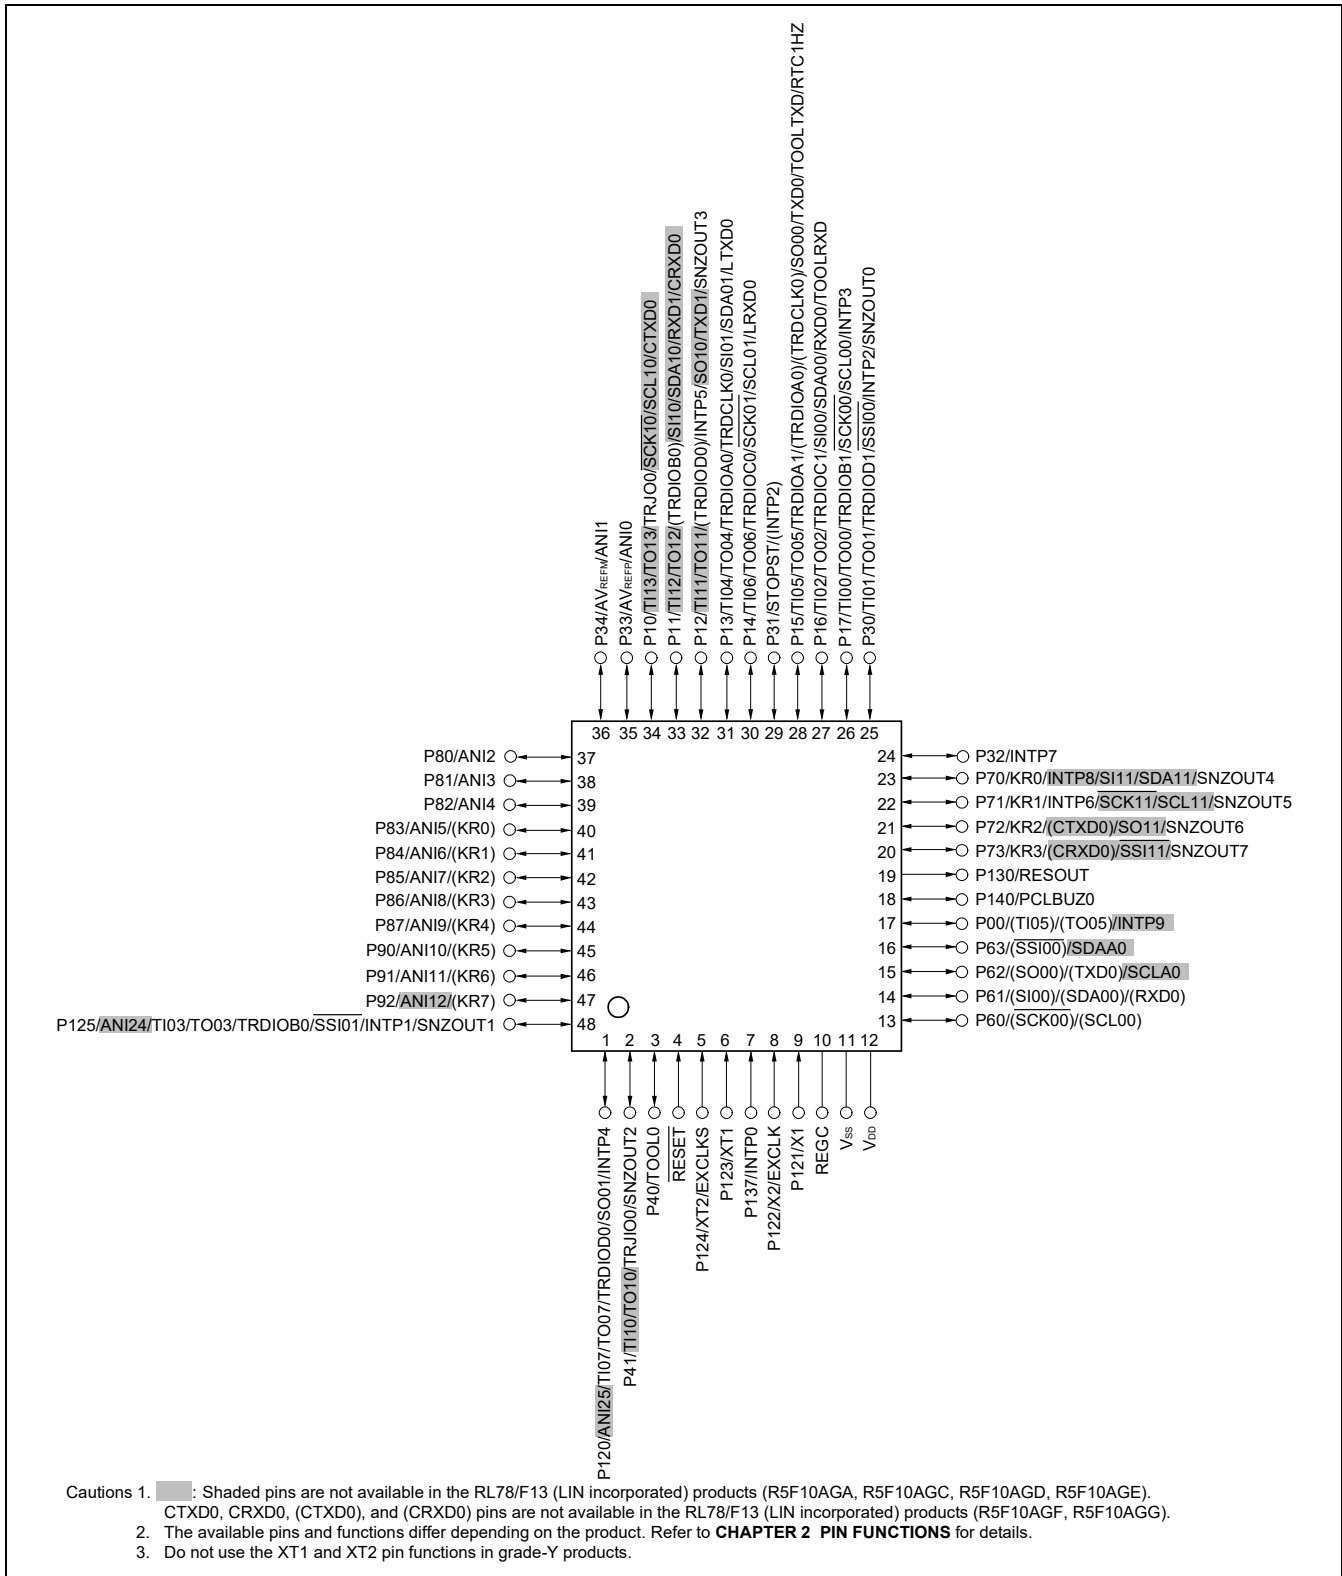 P34/AVREFM/ANI1
P33/AVREFP/ANI0
P10/TI13/TO13/TRJO0/SCK10/SCL10/CTXD0
P11/TI12/TO12/(TRDIOB0)/SI10/SDA10/RXD1/CRXD0
P12/TI11/TO11/(TRDIOD0)/INTP5/SO10/TXD1/SNZOUT3
P13/TI04/TO04/TRDIOA0/TRDCLK0/SI01/SDA01/LTXD0
P14/TI06/TO06/TRDIOC0/SCK01/SCL01/LRXD0
P31/STOPST/(INTP2)
P15/TI05/TO05/TRDIOA1/(TRDIOA0)/(TRDCLK0)/SO00/TXD0/TOOLTXD/RTC1HZ
P16/TI02/TO02/TRDIOC1/SI00/SDA00/RXD0/TOOLRXD
P17/TI00/TO00/TRDIOB1/SCK00/SCL00/INTP3
P30/TI01/TO01/TRDIOD1/SSI00/INTP2/SNZOUT0
36 35 34 33 32 31 30 29 28 27 26 25
P80/ANI2 37
P81/ANI3 38
P82/ANI4 39
P83/ANI5/(KR0) 40
P84/ANI6/(KR1) 41
P85/ANI7/(KR2) 42
P86/ANI8/(KR3) 43
P87/ANI9/(KR4) 44
P90/ANI10/(KR5) 45
P91/ANI11/(KR6) 46
P92/ANI12/(KR7) 47
P125/ANI24/TI03/TO03/TRDIOB0/SSI01/INTP1/SNZOUT1 48
24 P32/INTP7
23 P70/KR0/INTP8/SI11/SDA11/SNZOUT4
22 P71/KR1/INTP6/SCK11/SCL11/SNZOUT5
21 P72/KR2/(CTXD0)/SO11/SNZOUT6
20 P73/KR3/(CRXD0)/SSI11/SNZOUT7
19 P130/RESOUT
18 P140/PCLBUZ0
17 P00/(TI05)/(TO05)/INTP9
16 P63/(SSI00)/SDAA0
15 P62/(SO00)/(TXD0)/SCLA0
14 P61/(SI00)/(SDA00)/(RXD0)
13 P60/(SCK00)/(SCL00)
1 2 3 4 5 6 7 8 9 10 11 12
P120/ANI25/TI07/TO07/TRDIOD0/SO01/INTP4
P41/TI10/TO10/TRJIO0/SNZOUT2
P40/TOOL0
RESET
P124/XT2/EXCLKS
P123/XT1
P137/INTP0
P122/X2/EXCLK
P121/X1
REGC
VSS
VDD
Cautions 1. : Shaded pins are not available in the RL78/F13 (LIN incorporated) products (R5F10AGA, R5F10AGC, R5F10AGD, R5F10AGE).
CTXD0, CRXD0, (CTXD0), and (CRXD0) pins are not available in the RL78/F13 (LIN incorporated) products (R5F10AGF, R5F10AGG).
2. The available pins and functions differ depending on the product. Refer to CHAPTER 2 PIN FUNCTIONS for details.
3. Do not use the XT1 and XT2 pin functions in grade-Y products.